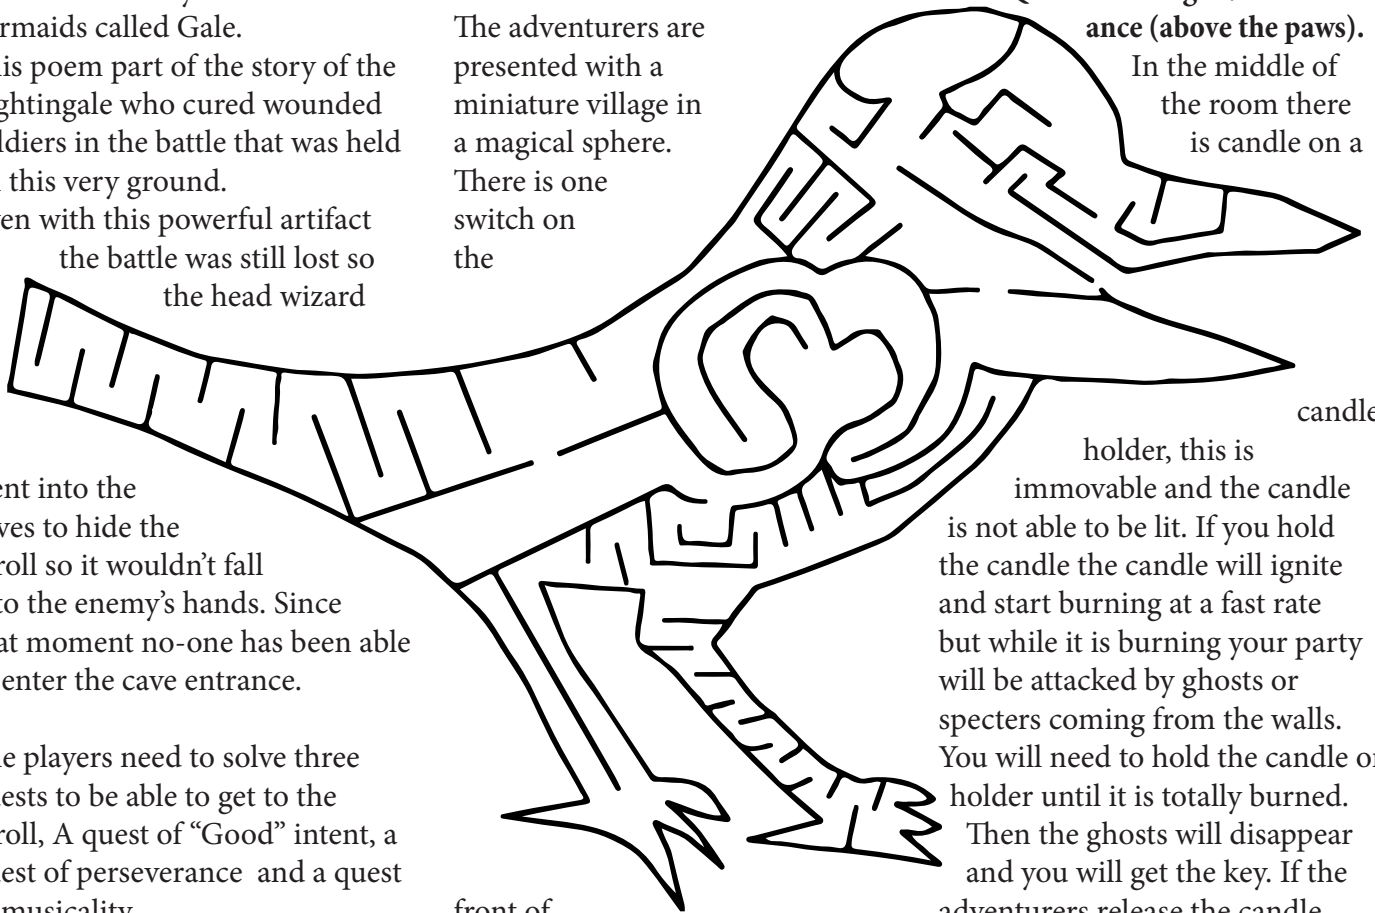 rmaids called Gale.
is poem part of the story of the
ghtingale who cured wounded
ldiers in the battle that was held
this very ground.
en with this powerful artifact
the battle was still lost so
the head wizard
ent into the
ves to hide the
roll so it wouldn't fall
to the enemy's hands. Since
at moment no-one has been able
enter the cave entrance.
e players need to solve three
ests to be able to get to the
roll, A quest of “Good” intent, a
est of perseverance and a quest
musicality
The adventurers are
presented with a
miniature village in
a magical sphere.
There is one
switch on
the
front of
ance (above the paws).
In the middle of
the room there
is candle on a
candle
holder, this is
immovable and the candle
is not able to be lit. If you hold
the candle the candle will ignite
and start burning at a fast rate
but while it is burning your party
will be attacked by ghosts or
specters coming from the walls.
You will need to hold the candle or
holder until it is totally burned.
Then the ghosts will disappear
and you will get the key. If the
adventurers release the candle